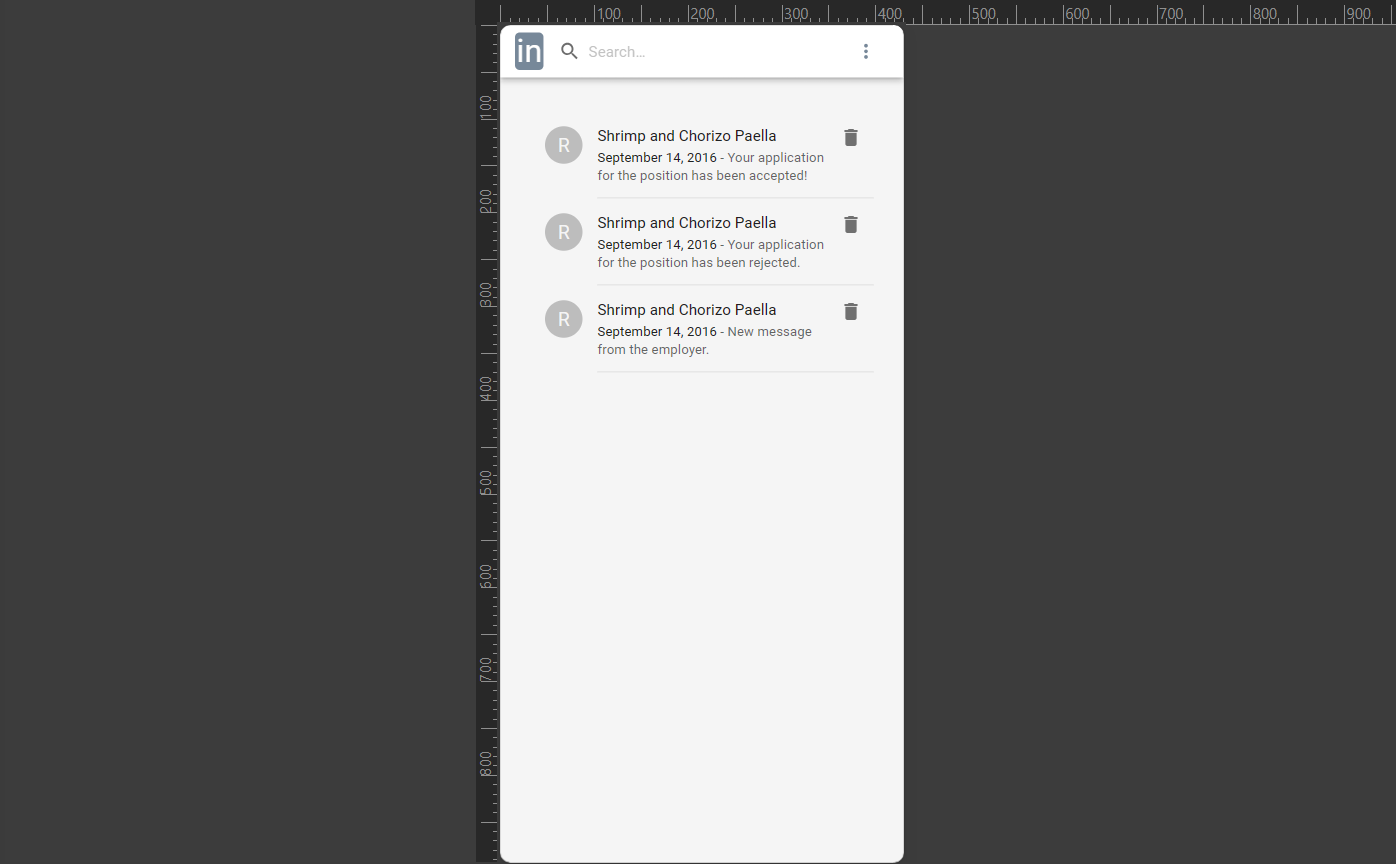 100 200 300 400 500 600 700 800 900
in Search...
100
200
300
400
500
600
700
800
R
Shrimp and Chorizo Paella
September 14, 2016 - Your application
for the position has been accepted!
R
Shrimp and Chorizo Paella
September 14, 2016 - Your application
for the position has been rejected.
R
Shrimp and Chorizo Paella
September 14, 2016 - New message
from the employer.